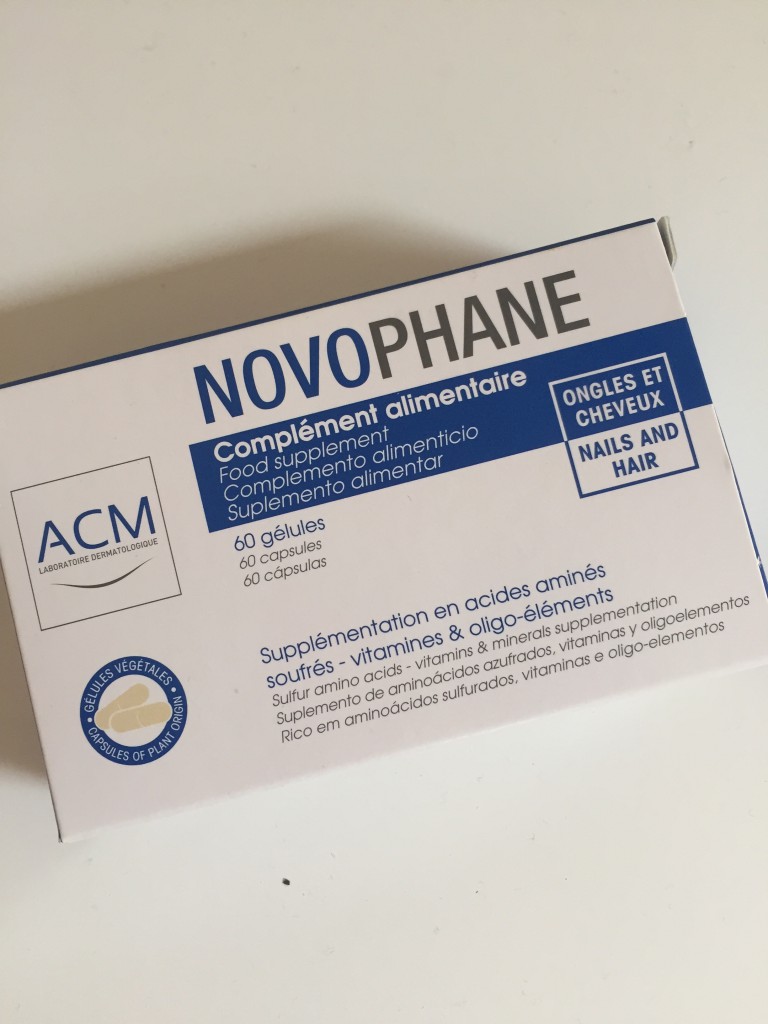 NOVOPHANE
Complément alimentaire
Food supplement
Complemento alimenticio
Suplemento alimentar
ONGLES ET
CHEVEUX
NAILS AND
HAIR
60 gélules
60 capsules
60 cápsulas
ACM
LABORATOIRE DERMATOLOGIQUE
Supplémentation en acides aminés
soufrés - vitamines & oligo-éléments
Sulfur amino acids - vitamins & minerals supplementation
Suplemento de aminoácidos azufrados, vitaminas y oligoelementos
Rico em aminoácidos sulfurados, vitaminas e oligo-elementos
• GÉLULES VÉGÉTALES •
CAPSULES OF PLANT ORIGIN